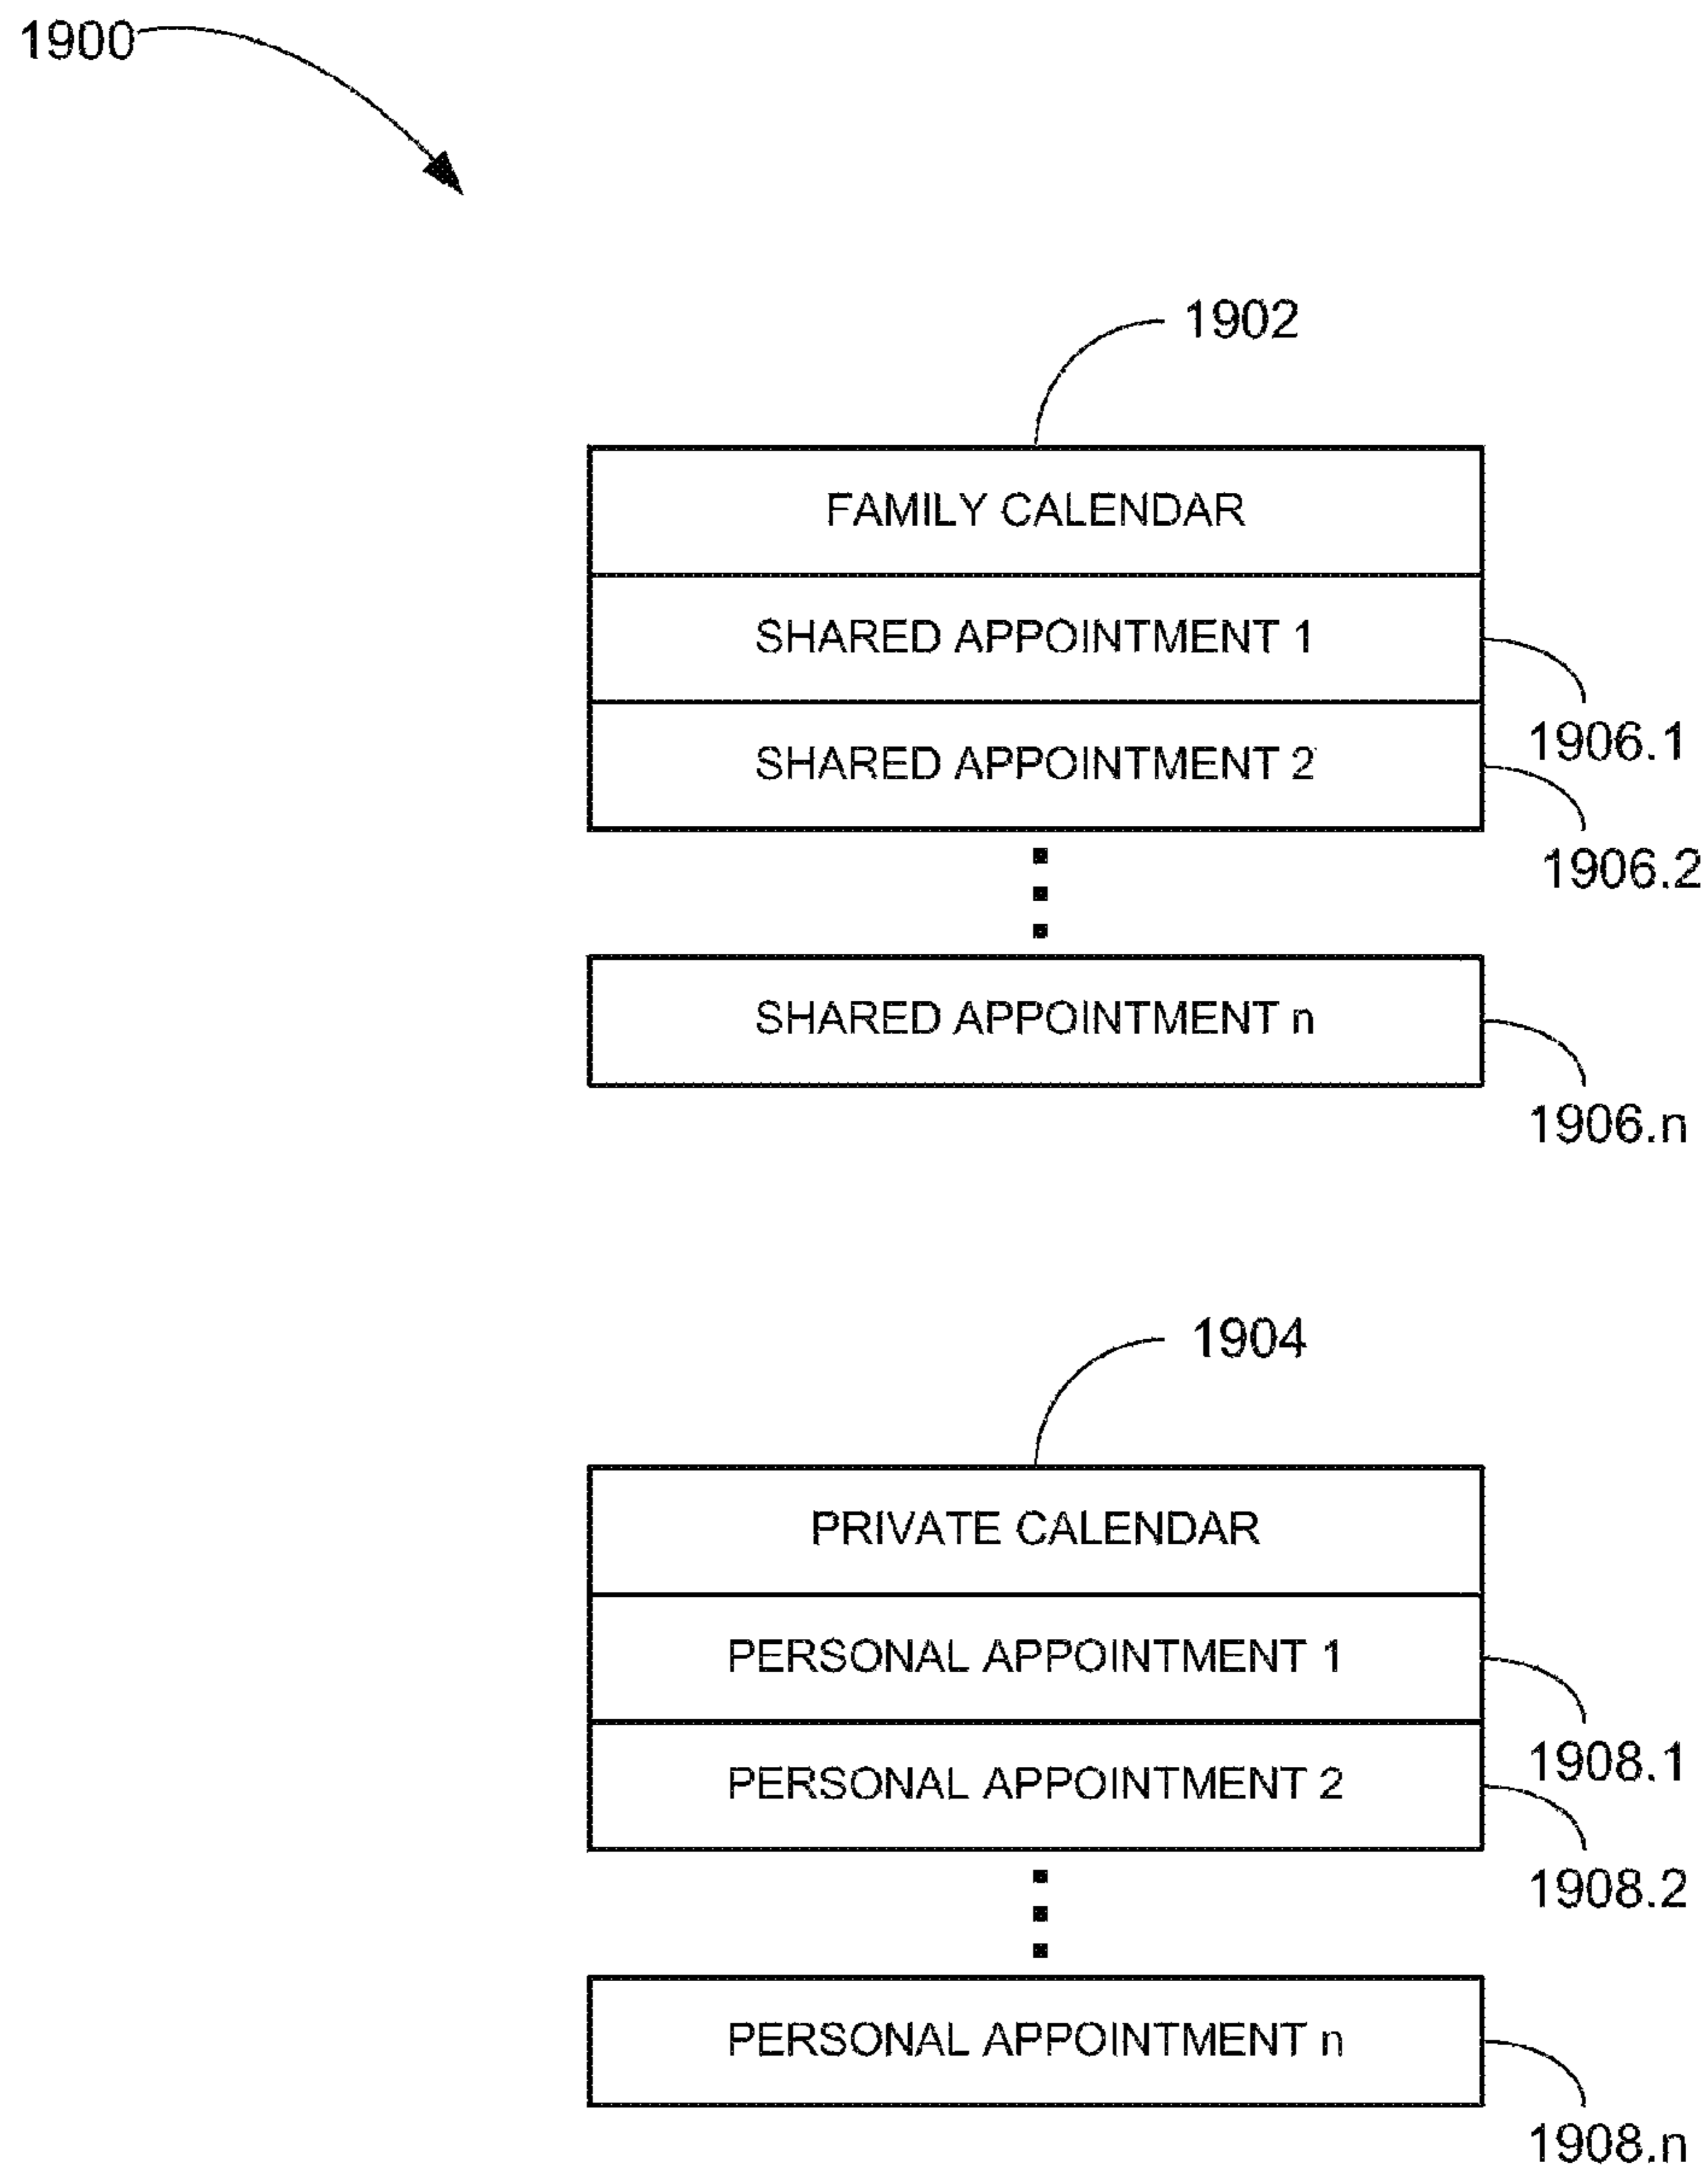 1900
1902
FAMILY CALENDAR
SHARED APPOINTMENT 1
1906.1
SHARED APPOINTMENT 2
1906.2
SHARED APPOINTMENT n
1906.n
1904
PRIVATE CALENDAR
PERSONAL APPOINTMENT 1
1908.1
PERSONAL APPOINTMENT 2
1908.2
PERSONAL APPOINTMENT n
1908.n